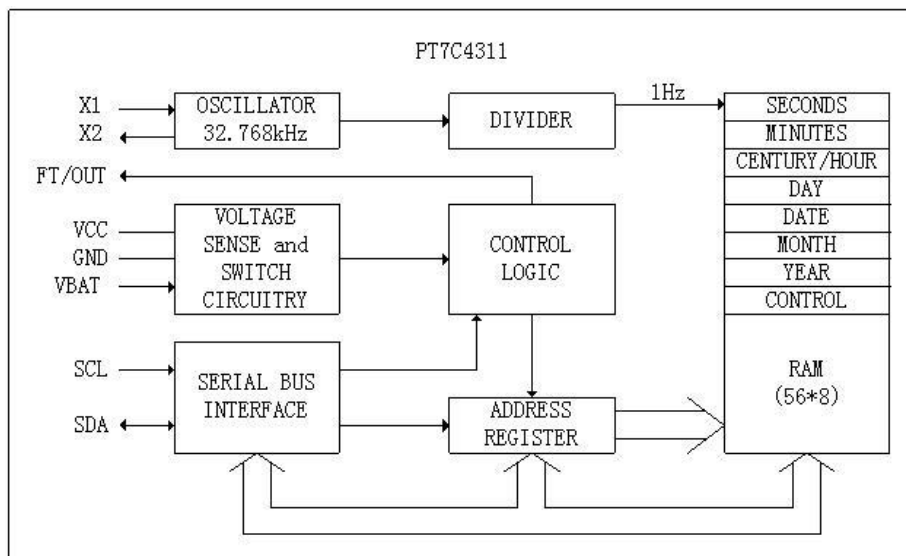 PT7C4311
X1
X2
OSCILLATOR
32.768kHz
DIVIDER
1Hz
SECONDS
MINUTES
CENTURY/HOUR
DAY
DATE
MONTH
YEAR
CONTROL
RAM
(56*8)
FT/OUT
VCC
GND
VBAT
VOLTAGE
SENSE and
SWITCH
CIRCUITRY
CONTROL
LOGIC
SCL
SDA
SERIAL BUS
INTERFACE
ADDRESS
REGISTER